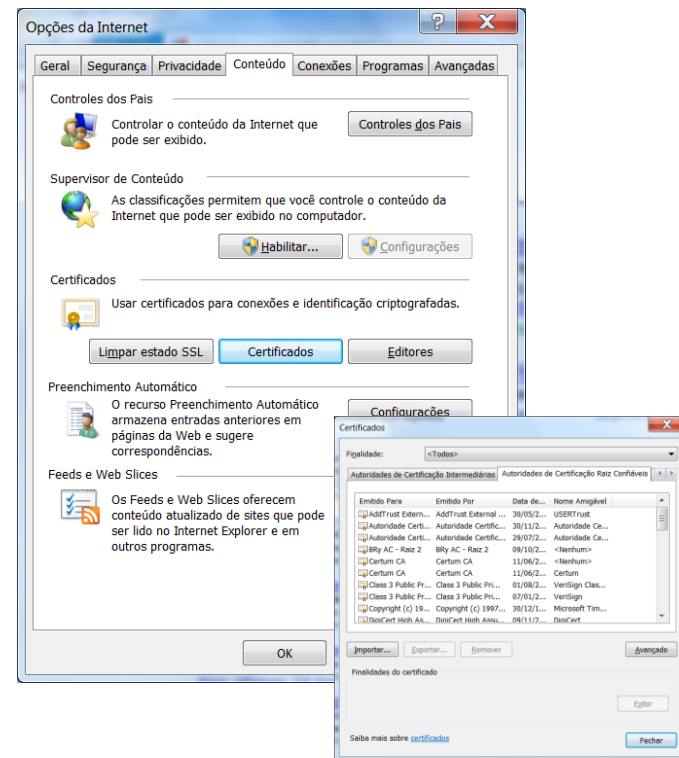 Opções da Internet
Geral Segurança Privacidade Conteúdo Conexões Programas Avançadas
Controles dos Pais
Controlar o conteúdo da Internet que
pode ser exibido.
Controles dos Pais
Supervisor de Conteúdo
As classificações permitem que você controle o conteúdo da
Internet que pode ser exibido no computador.
Habilitar... Configurações
Certificados
Usar certificados para conexões e identificação criptografadas.
Limpar estado SSL Certificados Editores
Preenchimento Automático
O recurso Preenchimento Automático
armazena entradas anteriores em
páginas da Web e sugere
correspondências.
Configurações
Feeds e Web Slices
Os Feeds e Web Slices oferecem
conteúdo atualizado de sites que pode
ser lido no Internet Explorer e em
outros programas.
OK
Certificados
Finalidade: <Todos>
Autoridades de Certificação Intermediárias Autoridades de Certificação Raiz Confiáveis
Emitido Para Emitido Por Data de... Nome Amigável
AddTrust Extern... AddTrust External ... 30/05/2... USERTrust
Autoridade Certi... Autoridade Certific... 30/11/2... Autoridade Ce...
Autoridade Certi... Autoridade Certific... 29/07/2... Autoridade Ce...
BRy AC - Raiz 2 BRy AC - Raiz 2 09/10/2... <Nenhum>
Certum CA Certum CA 11/06/2... <Nenhum>
Certum CA Certum CA 11/06/2... Certum
Class 3 Public Pr... Class 3 Public Pri... 01/08/2... VeriSign Clas...
Class 3 Public Pr... Class 3 Public Pri... 07/01/2... VeriSign
Copyright (c) 19... Copyright (c) 1997... 30/12/1... Microsoft Tim...
DigiCert High As... DigiCert High Assu... 09/11/2... DigiCert
Importar... Exportar... Remover Avançado
Finalidades do certificado
Exibir
Saiba mais sobre certificados
Fechar